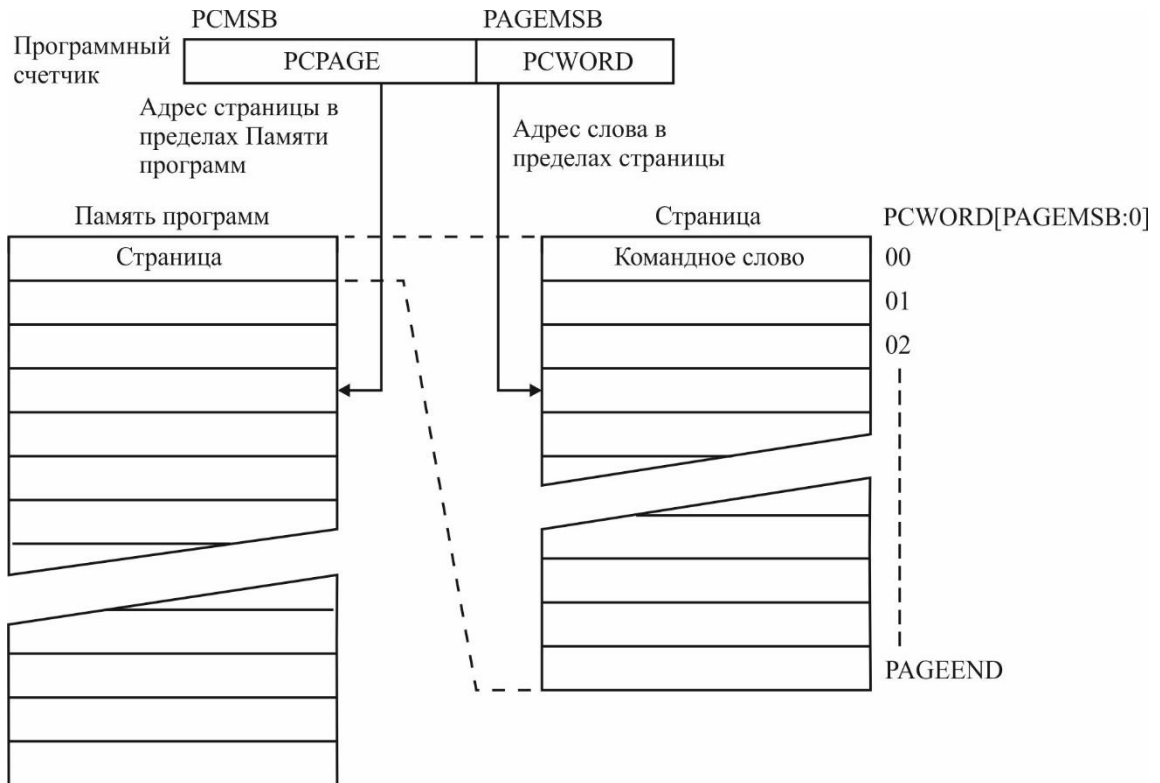 PCMSB
PAGEMSB
Программный
счетчик
PCPAGE
PCWORD
Адрес страницы в
пределах Памяти
программ
Адрес слова в
пределах страницы
Память программ
Страница
PCWORD[PAGEMSB:0]
Страница
Командное слово
00
01
02
PAGEEND